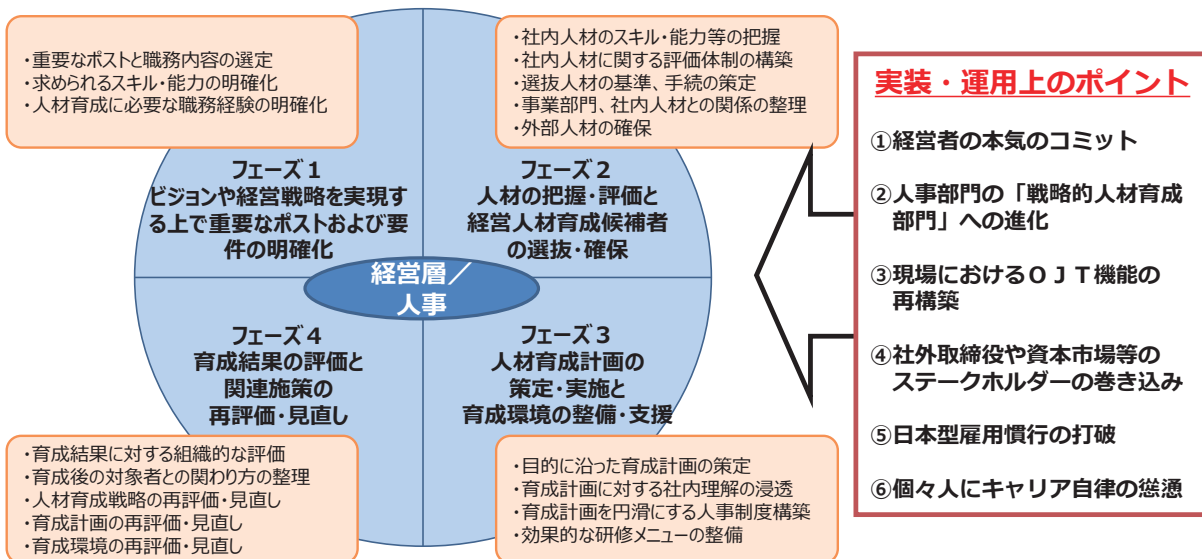 ・重要なポストと職務内容の選定
・求められるスキル・能力の明確化
・人材育成に必要な職務経験の明確化
・社内人材のスキル・能力等の把握
・社内人材に関する評価体制の構築
・選抜人材の基準、手続の策定
・事業部門、社内人材との関係の整理
・外部人材の確保
フェーズ１
ビジョンや経営戦略を実現す
る上で重要なポストおよび要
件の明確化
フェーズ２
人材の把握・評価と
経営人材育成候補者
の選抜・確保
経営層／
人事
フェーズ４
育成結果の評価と
関連施策の
再評価・見直し
フェーズ３
人材育成計画の
策定・実施と
育成環境の整備・支援
・育成結果に対する組織的な評価
・育成後の対象者との関わり方の整理
・人材育成戦略の再評価・見直し
・育成計画の再評価・見直し
・育成環境の再評価・見直し
・目的に沿った育成計画の策定
・育成計画に対する社内理解の浸透
・育成計画を円滑にする人事制度構築
・効果的な研修メニューの整備
実装・運用上のポイント
①経営者の本気のコミット
②人事部門の「戦略的人材育成
部門」への進化
③現場におけるＯＪＴ機能の
再構築
④社外取締役や資本市場等の
ステークホルダーの巻き込み
⑤日本型雇用慣行の打破
⑥個々人にキャリア自律の慫慂